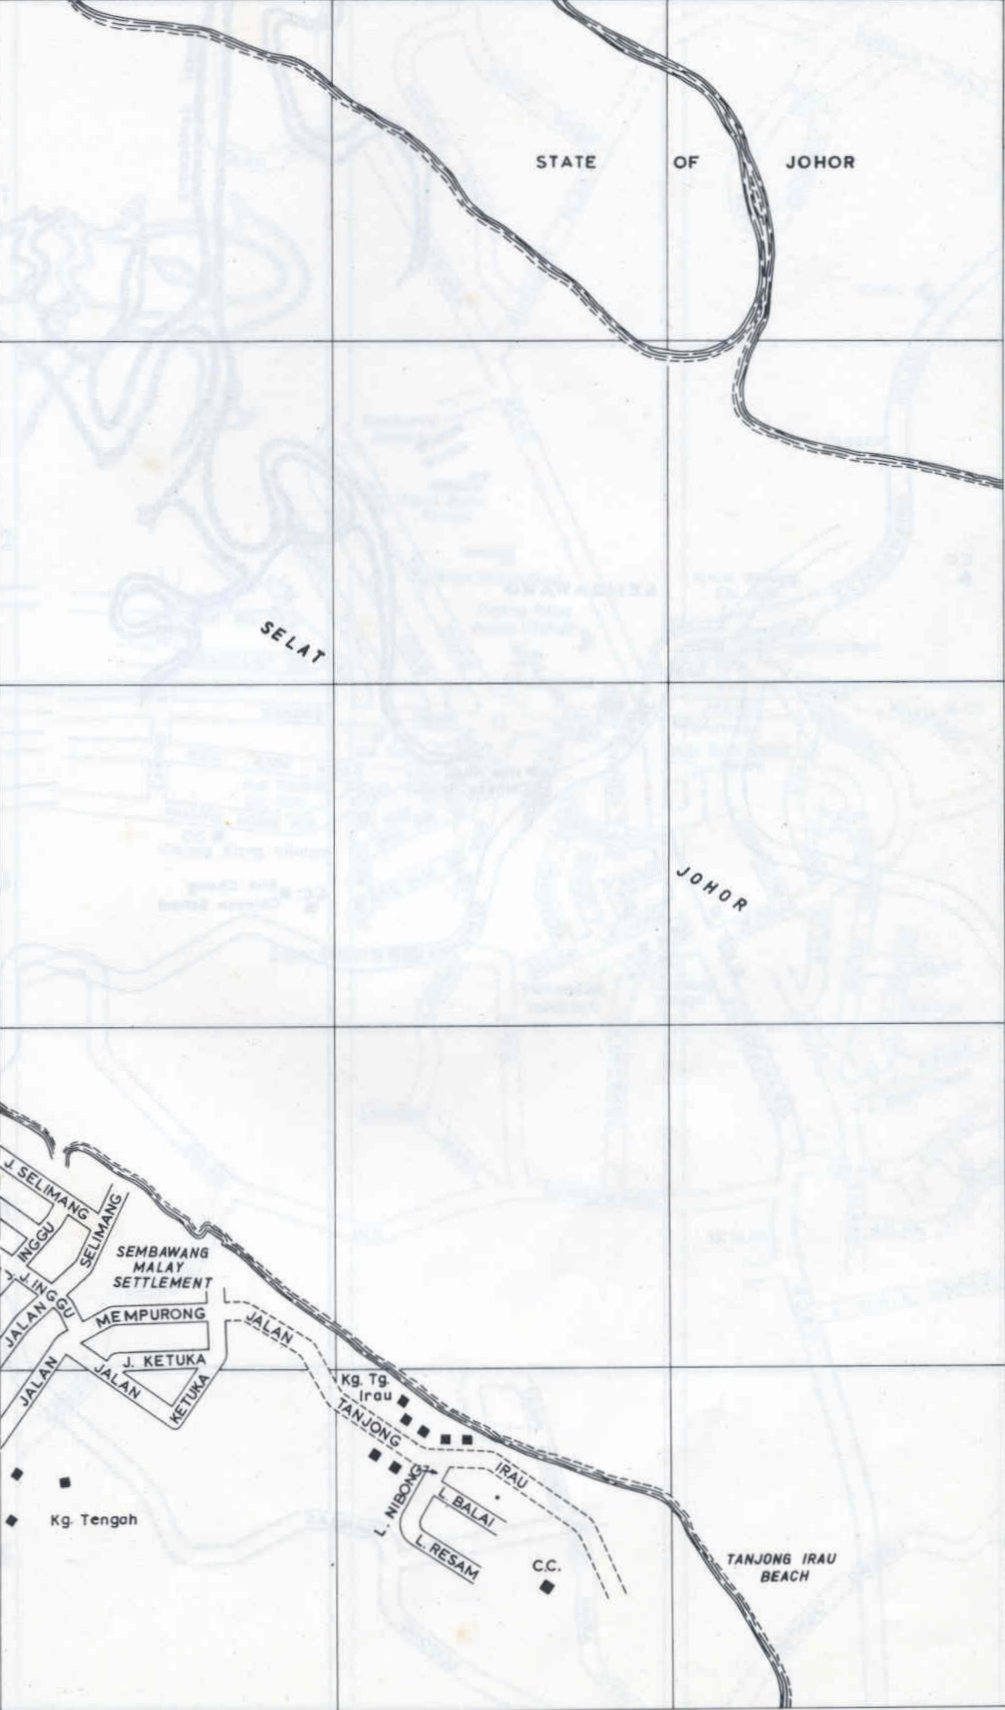 STATE OF JOHOR
SELAT
JOHOR
J. SELIMANG
SELIMANG
INGGU
J. INGGU
SEMBAWANG
MALAY
SETTLEMENT
JALAN
MEMPURONG
JALAN
J. KETUKA
JALAN
JALAN
KETUKA
Kg. Tg.
Irau
TANJONG
IRAU
L. NIBONG
L. BALAI
L. RESAM
Kg. Tengah
C.C.
TANJONG IRAU
BEACH